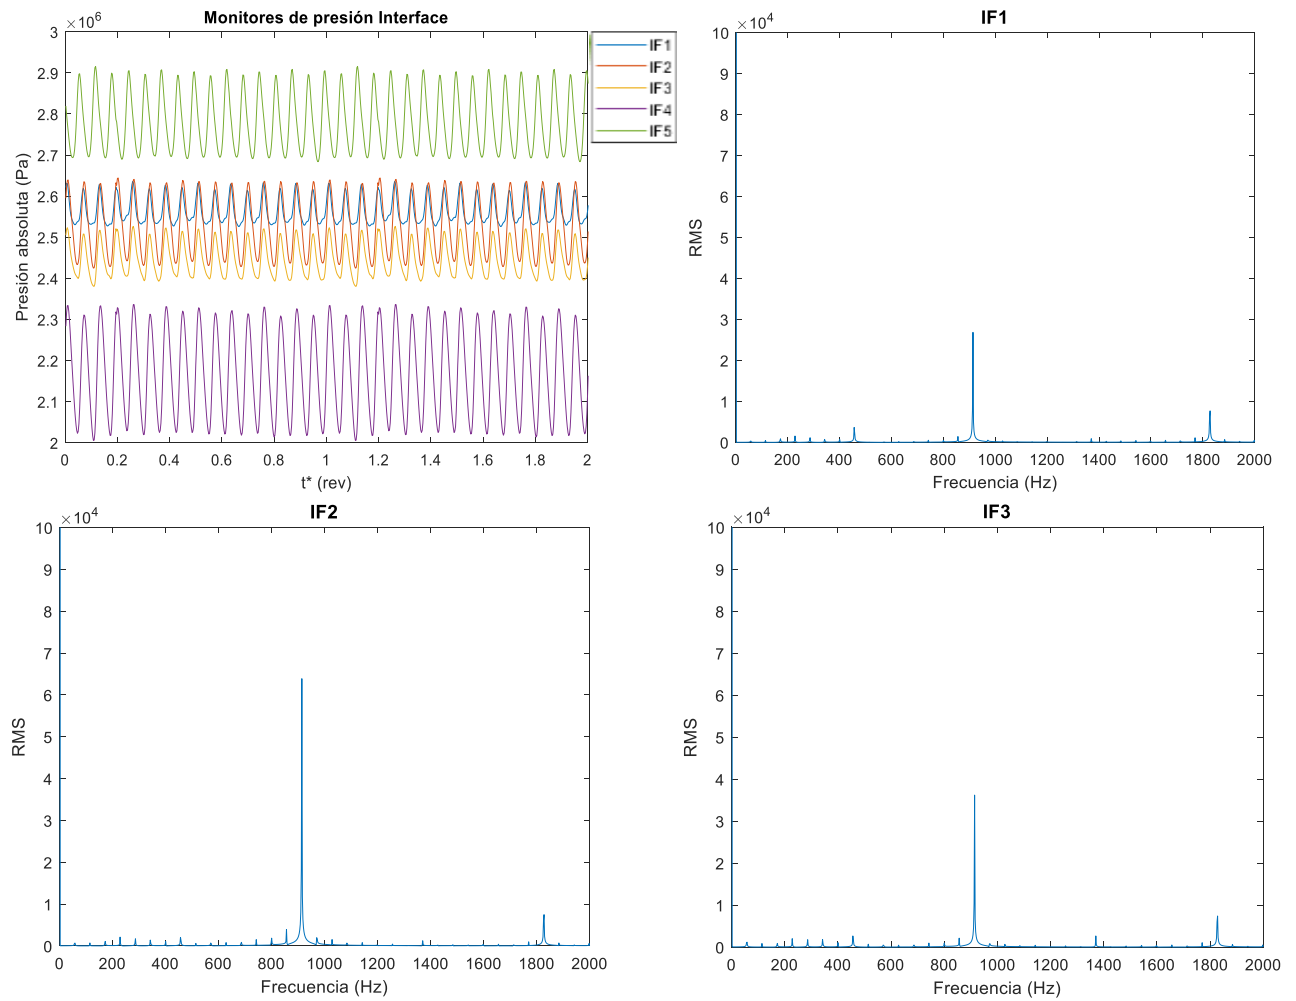 Monitores de presión Interface
×10^6
3
2.9
2.8
2.7
2.6
2.5
2.4
2.3
2.2
2.1
2
Presión absoluta (Pa)
0 0.2 0.4 0.6 0.8 1 1.2 1.4 1.6 1.8 2
t* (rev)
IF1
IF2
IF3
IF4
IF5
IF1
×10^4
10
9
8
7
6
5
4
3
2
1
0
RMS
0 200 400 600 800 1000 1200 1400 1600 1800 2000
Frecuencia (Hz)
IF2
×10^4
10
9
8
7
6
5
4
3
2
1
0
RMS
0 200 400 600 800 1000 1200 1400 1600 1800 2000
Frecuencia (Hz)
IF3
×10^4
10
9
8
7
6
5
4
3
2
1
0
RMS
0 200 400 600 800 1000 1200 1400 1600 1800 2000
Frecuencia (Hz)